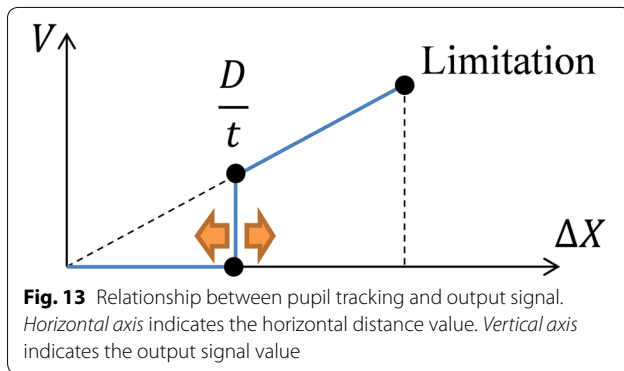 V
D
t
Limitation
ΔX
Fig. 13 Relationship between pupil tracking and output signal.
Horizontal axis indicates the horizontal distance value. Vertical axis
indicates the output signal value